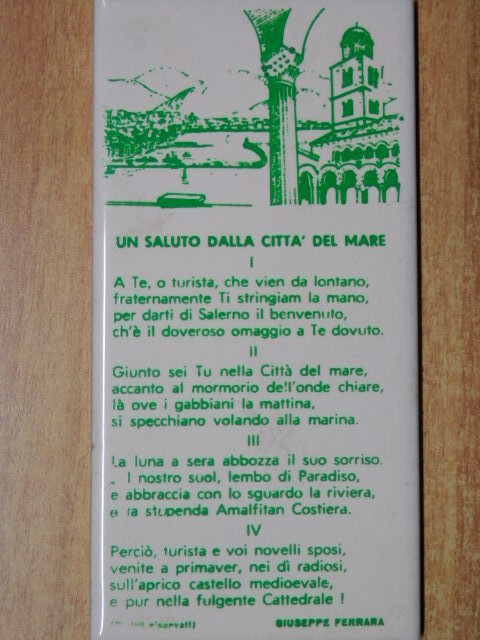 UN SALUTO DALLA CITTA' DEL MARE
I
A Te, o turista, che vien da lontano,
fraternamente Ti stringiam la mano,
per darti di Salerno il benvenuto,
ch'è il doveroso omaggio a Te dovuto.
II
Giunto sei Tu nella Città del mare,
accanto al mormorio dell'onde chiare,
là ove i gabbiani la mattina,
si specchiano volando alla marina.
III
La luna a sera abbozza il suo sorriso.
l nostro suol, lembo di Paradiso,
e abbraccia con lo sguardo la riviera,
e la stupenda Amalfitan Costiera.
IV
Perciò, turista e voi novelli sposi,
venite a primaver, nei dì radiosi,
sull'aprico castello medioevale,
e pur nella fulgente Cattedrale !
riservati)
GIUSEPPE FERRARA